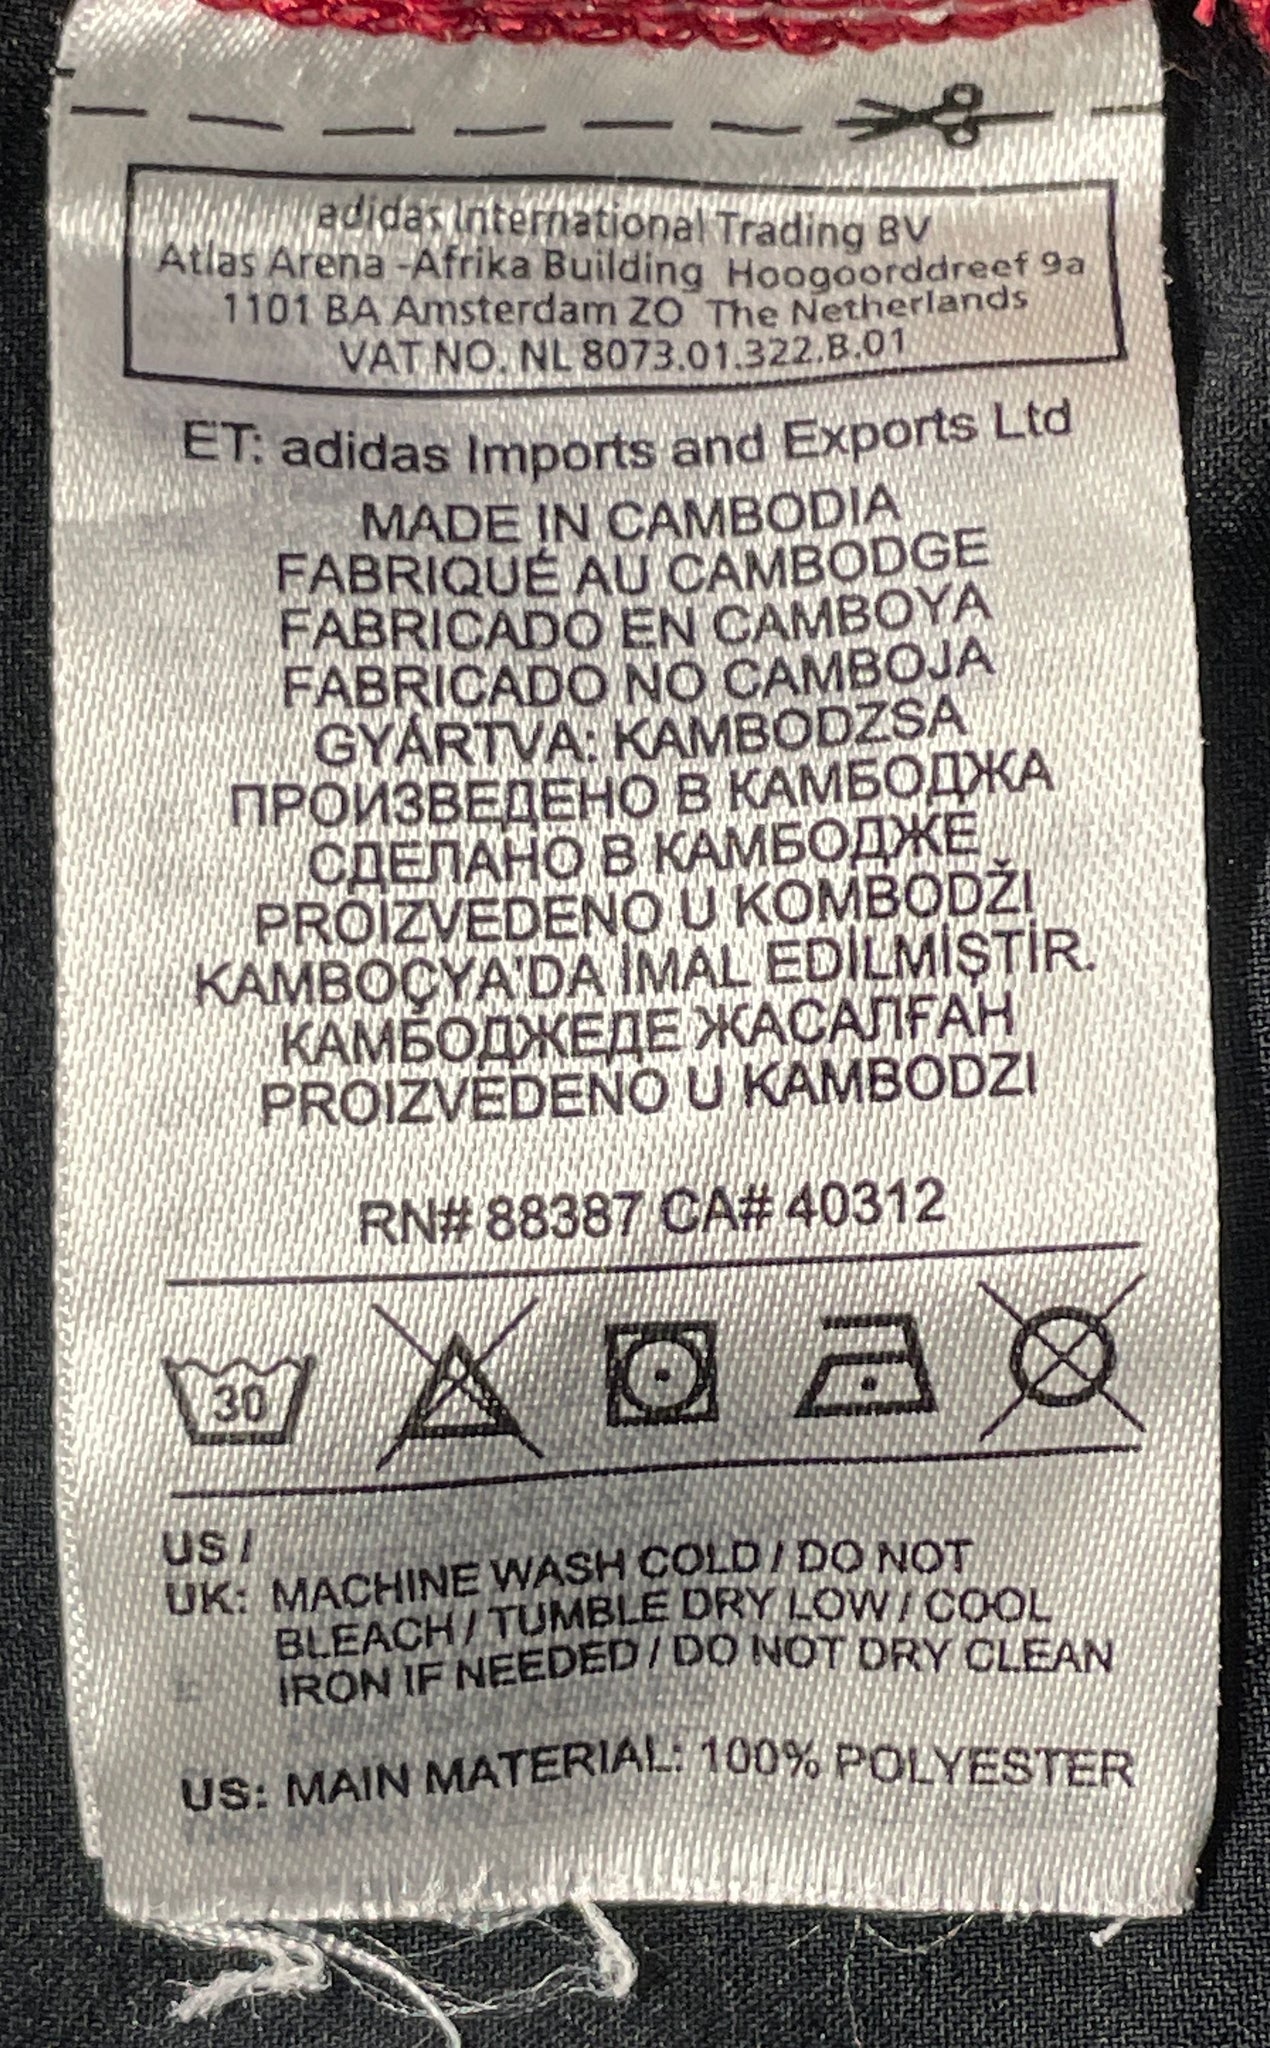 adidas International Trading BV
Atlas Arena -Afrika Building Hoogoorddreef 9a
1101 BA Amsterdam ZO The Netherlands
VAT NO. NL 8073.01.322.B.01
ET: adidas Imports and Exports Ltd
MADE IN CAMBODIA
FABRIQUÉ AU CAMBODGE
FABRICADO EN CAMBOYA
FABRICADO NO CAMBOJA
GYÁRTVA: KAMBODZSA
ПРОИЗВЕДЕНО В КАМБОДЖА
СДЕЛАНО В КАМБОДЖЕ
PROIZVEDENO U KOMBODŽI
KAMBOÇYA'DA İMAL EDİLMİŞTİR.
КАМБОДЖЕДЕ ЖАСАЛҒАН
PROIZVEDENO U KAMBODZI
RN# 88387 CA# 40312
30
US /
UK: MACHINE WASH COLD / DO NOT
BLEACH / TUMBLE DRY LOW / COOL
IRON IF NEEDED / DO NOT DRY CLEAN
US: MAIN MATERIAL: 100% POLYESTER